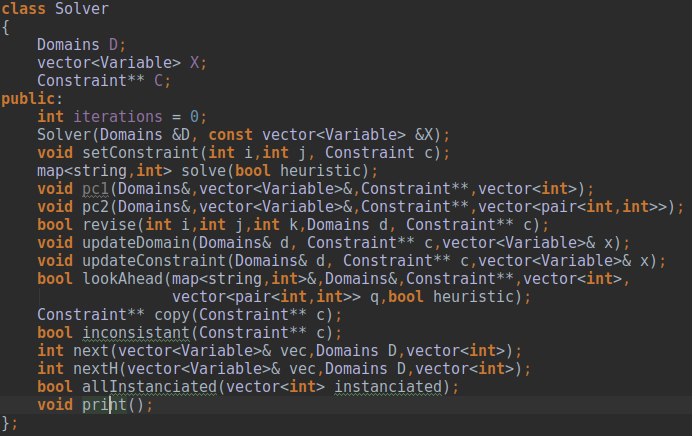 class Solver
{
    Domains D;
    vector<Variable> X;
    Constraint** C;
public:
    int iterations = 0;
    Solver(Domains &D, const vector<Variable> &X);
    void setConstraint(int i,int j, Constraint c);
    map<string,int> solve(bool heuristic);
    void pc1(Domains&,vector<Variable>&,Constraint**,vector<int>);
    void pc2(Domains&,vector<Variable>&,Constraint**,vector<pair<int,int>>);
    bool revise(int i,int j,int k,Domains d, Constraint** c);
    void updateDomain(Domains& d, Constraint** c,vector<Variable>& x);
    void updateConstraint(Domains& d, Constraint** c,vector<Variable>& x);
    bool lookAhead(map<string,int>&,Domains&,Constraint**,vector<int>,
                   vector<pair<int,int>> q,bool heuristic);
    Constraint** copy(Constraint** c);
    bool inconsistant(Constraint** c);
    int next(vector<Variable>& vec,Domains D,vector<int>);
    int nextH(vector<Variable>& vec,Domains D,vector<int>);
    bool allInstanciated(vector<int> instanciated);
    void print();
};